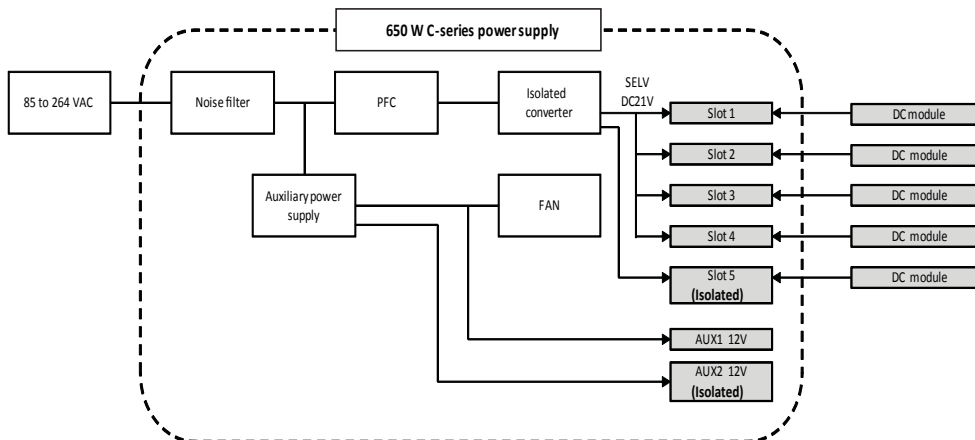 650 W C-series power supply
85 to 264 VAC
Noise filter
PFC
Isolated
converter
SELV
DC21V
Slot 1
DC module
Slot 2
DC module
Slot 3
DC module
Slot 4
DC module
Slot 5
(Isolated)
DC module
Auxiliary power
supply
FAN
AUX1 12V
AUX2 12V
(Isolated)